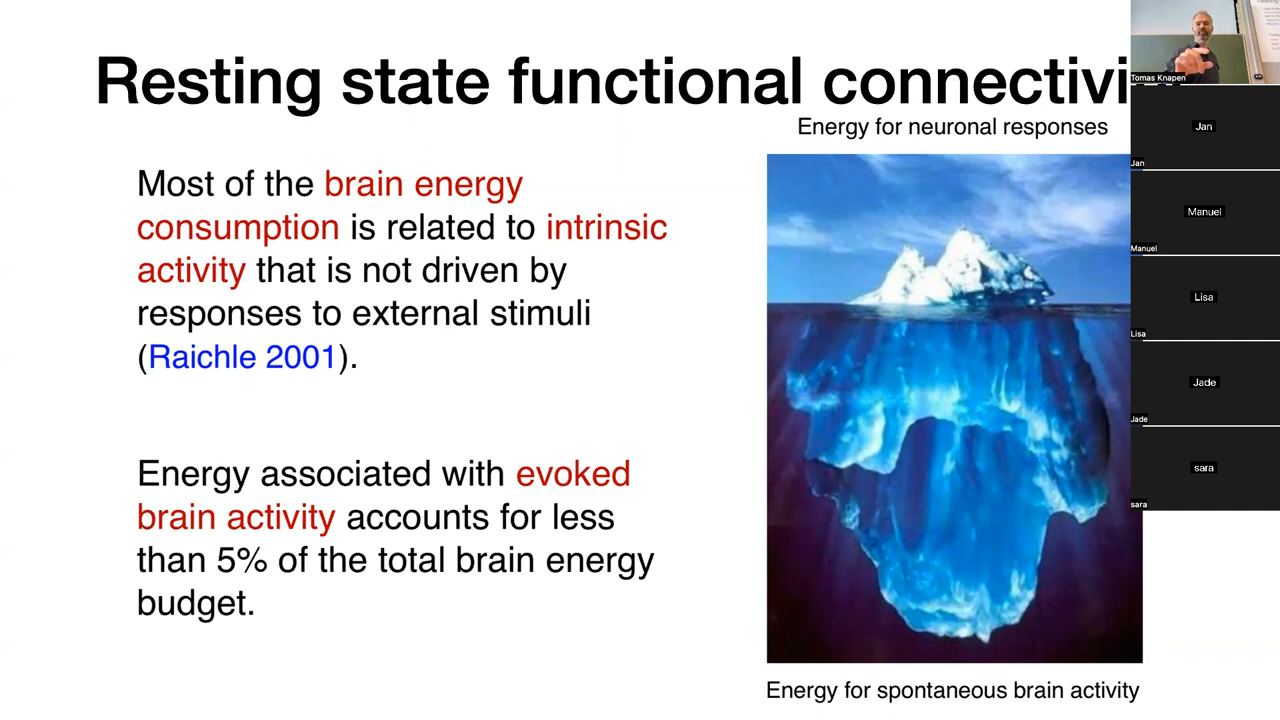 Resting state functional connectivi
Energy for neuronal responses
Most of the brain energy
consumption is related to intrinsic
activity that is not driven by
responses to external stimuli
(Raichle 2001).
Energy associated with evoked
brain activity accounts for less
than 5% of the total brain energy
budget.
Energy for spontaneous brain activity
Tomas Knapen
Jan
Jan
Manuel
Manuel
Lisa
Lisa
Jade
Jade
sara
sara